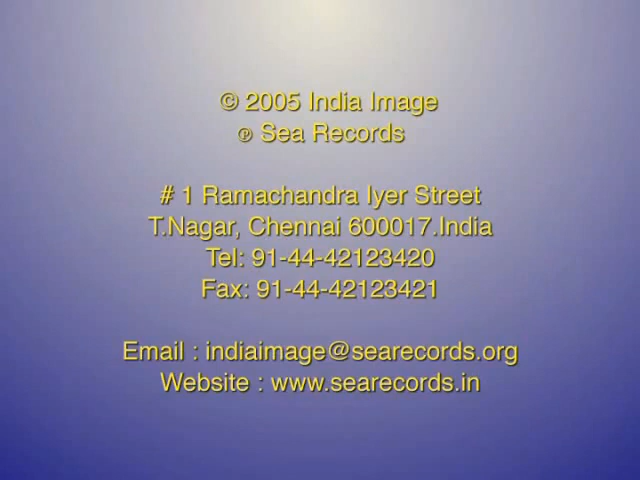 © 2005 India Image
℗ Sea Records
# 1 Ramachandra Iyer Street
T.Nagar, Chennai 600017.India
Tel: 91-44-42123420
Fax: 91-44-42123421
Email : indiaimage@searecords.org
Website : www.searecords.in